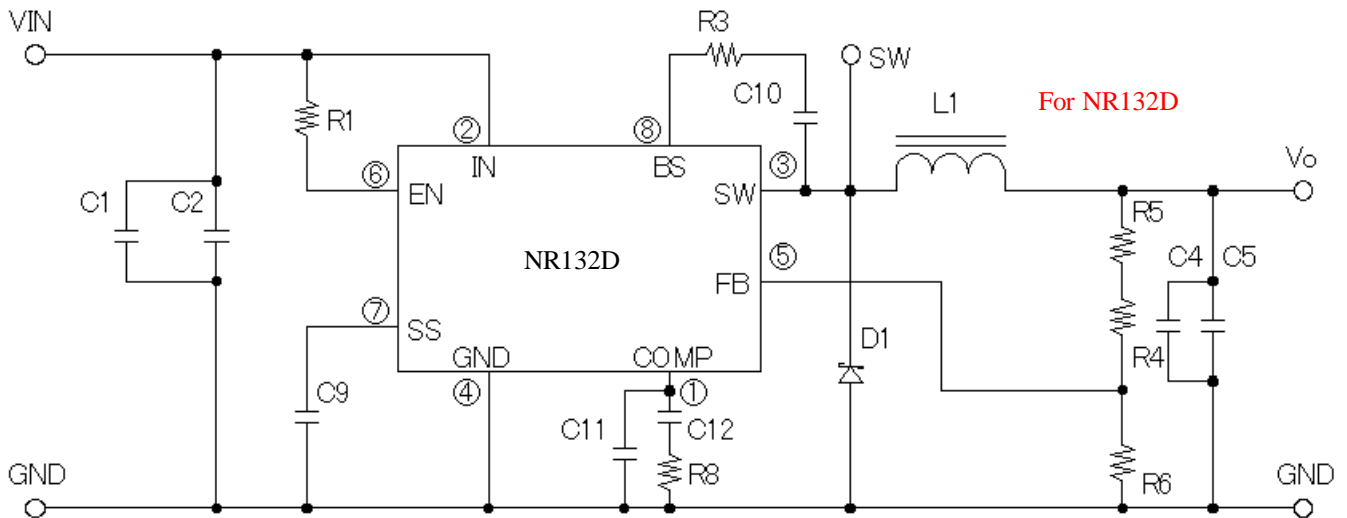 VIN
R3
SW
C10
L1
For NR132D
R1
②
⑧
③
Vo
IN
BS
⑥
EN
SW
C1
C2
R5
NR132D
⑤
C4
C5
FB
⑦
SS
D1
R4
GND
COMP
④
①
C9
C11
C12
R8
R6
GND
GND